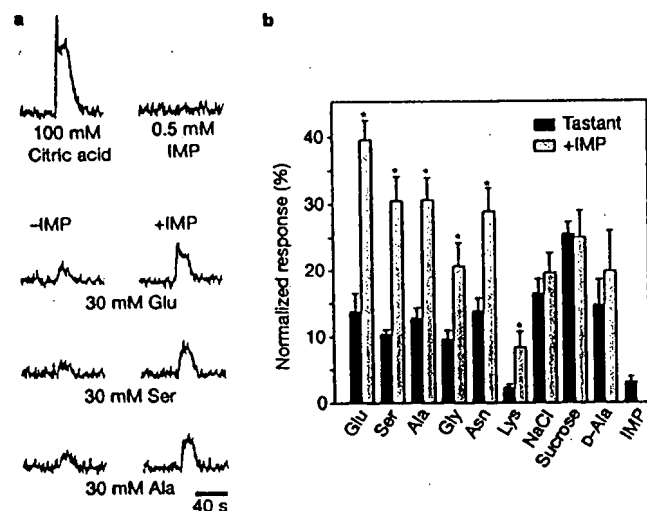 a
100 mM
Citric acid
0.5 mM
IMP
–IMP
+IMP
30 mM Glu
30 mM Ser
30 mM Ala
40 s
b
Normalized response (%)
40
30
20
10
0
Tastant
+IMP
* * * * * *
Glu
Ser
Ala
Gly
Asn
Lys
NaCl
Sucrose
D-Ala
IMP